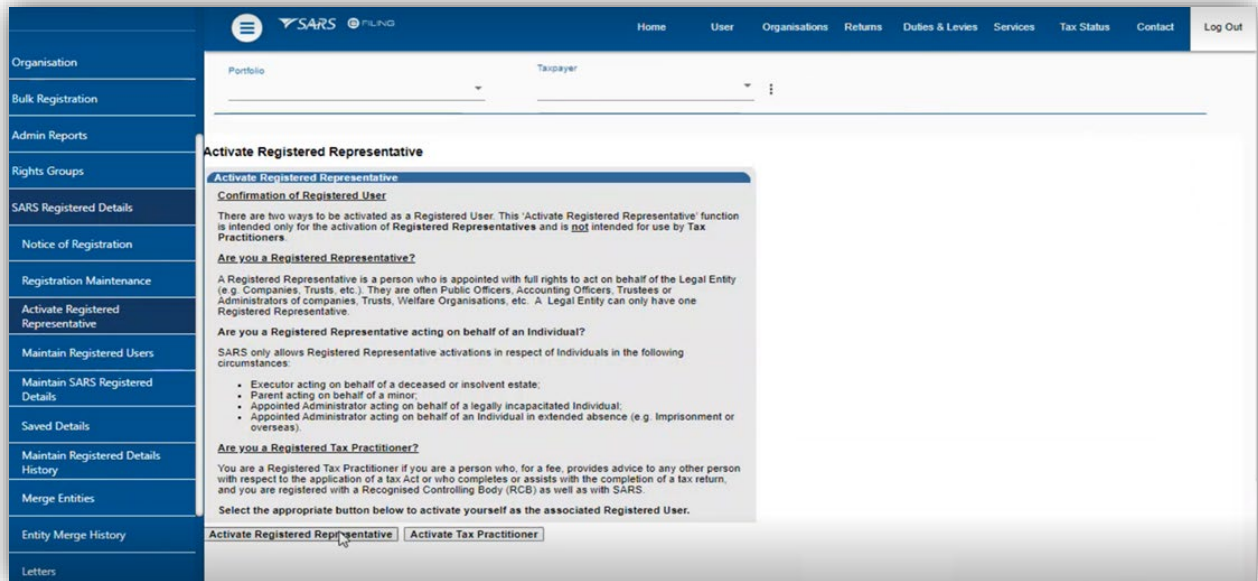 SARS eFILING
Home
User
Organisations
Returns
Duties & Levies
Services
Tax Status
Contact
Log Out
Organisation
Bulk Registration
Admin Reports
Rights Groups
SARS Registered Details
Notice of Registration
Registration Maintenance
Activate Registered
Representative
Maintain Registered Users
Maintain SARS Registered
Details
Saved Details
Maintain Registered Details
History
Merge Entities
Entity Merge History
Letters
Portfolio
Taxpayer
Activate Registered Representative
Activate Registered Representative
Confirmation of Registered User
There are two ways to be activated as a Registered User. This 'Activate Registered Representative' function
is intended only for the activation of Registered Representatives and is not intended for use by Tax
Practitioners.
Are you a Registered Representative?
A Registered Representative is a person who is appointed with full rights to act on behalf of the Legal Entity
(e.g. Companies, Trusts, etc.). They are often Public Officers, Accounting Officers, Trustees or
Administrators of companies, Trusts, Welfare Organisations, etc. A Legal Entity can only have one
Registered Representative.
Are you a Registered Representative acting on behalf of an Individual?
SARS only allows Registered Representative activations in respect of Individuals in the following
circumstances:
• Executor acting on behalf of a deceased or insolvent estate;
• Parent acting on behalf of a minor;
• Appointed Administrator acting on behalf of a legally incapacitated Individual;
• Appointed Administrator acting on behalf of an Individual in extended absence (e.g. Imprisonment or
overseas).
Are you a Registered Tax Practitioner?
You are a Registered Tax Practitioner if you are a person who, for a fee, provides advice to any other person
with respect to the application of a tax Act or who completes or assists with the completion of a tax return,
and you are registered with a Recognised Controlling Body (RCB) as well as with SARS.
Select the appropriate button below to activate yourself as the associated Registered User.
Activate Registered Representative
Activate Tax Practitioner